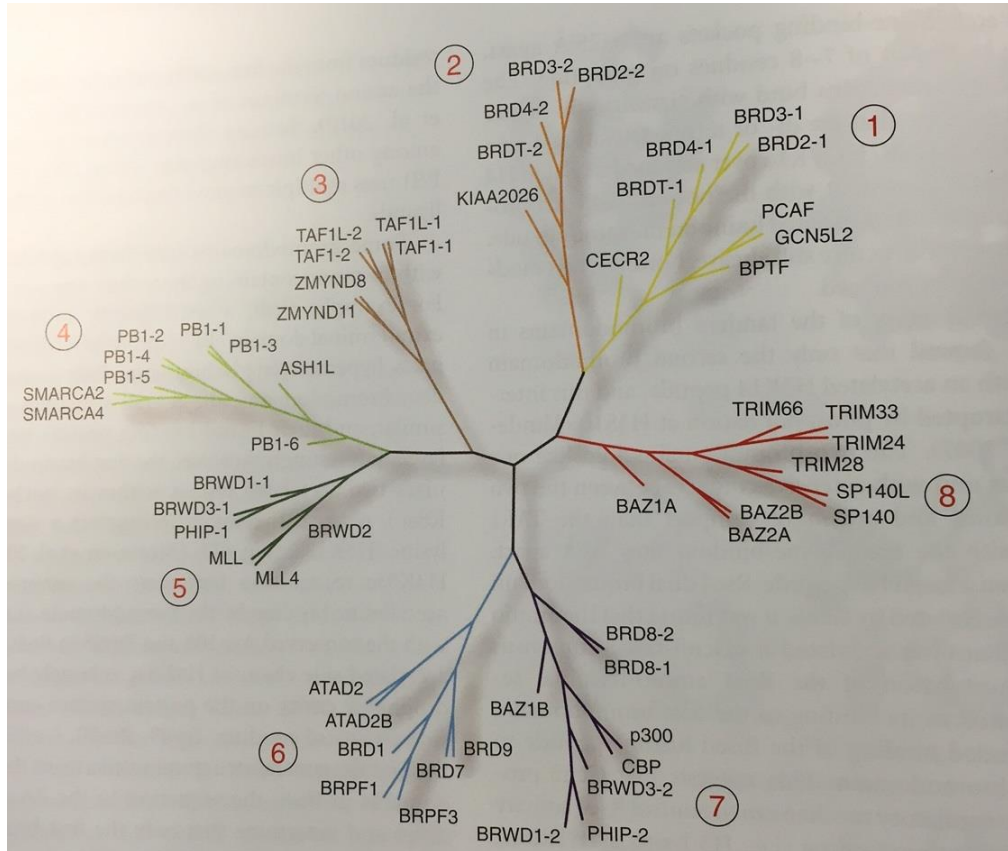 2
BRD3-2 BRD2-2
BRD4-2
BRDT-2
KIAA2026
1
BRD3-1
BRD2-1
BRD4-1
BRDT-1
PCAF
GCN5L2
BPTF
CECR2
3
TAF1L-1
TAF1L-2
TAF1-1
TAF1-2
ZMYND8
ZMYND11
4
PB1-1
PB1-2
PB1-3
PB1-4
PB1-5
ASH1L
SMARCA2
SMARCA4
PB1-6
5
BRWD1-1
BRWD3-1
PHIP-1
BRWD2
MLL
MLL4
8
TRIM66
TRIM33
TRIM24
TRIM28
SP140L
SP140
BAZ1A
BAZ2B
BAZ2A
6
ATAD2
ATAD2B
BRD1
BRD9
BRD7
BRPF1
BRPF3
7
BRD8-2
BRD8-1
BAZ1B
p300
CBP
BRWD3-2
BRWD1-2
PHIP-2